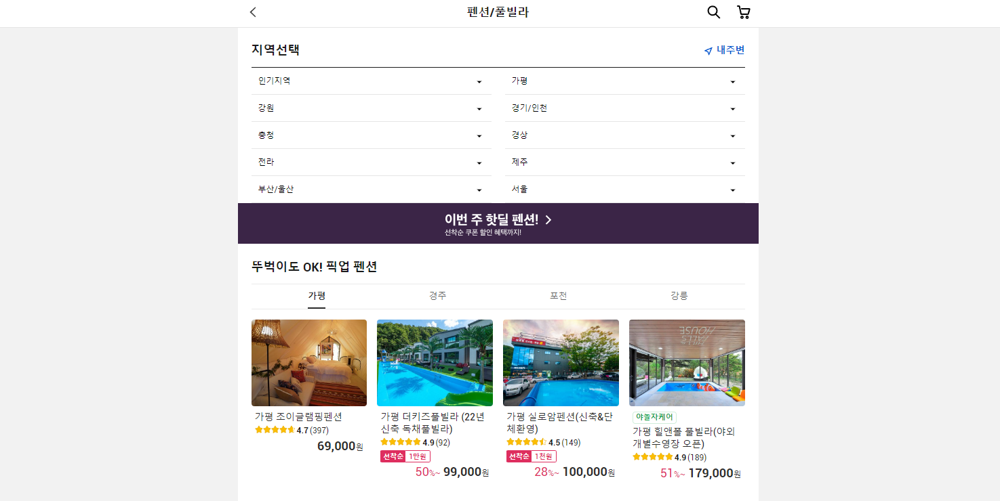 펜션/풀빌라
지역선택
내주변
인기지역
가평
강원
경기/인천
충청
경상
전라
제주
부산/울산
서울
이번 주 핫딜 펜션!
선착순 쿠폰 할인 혜택까지!
뚜벅이도 OK! 픽업 펜션
가평
경주
포천
강릉
가평 조이글램핑펜션
4.7 (397)
69,000원
가평 더키즈풀빌라 (22년
신축 독채풀빌라)
4.9 (92)
선착순 1만원
50%~ 99,000원
가평 실로암펜션(신축&단
체환영)
4.5 (149)
선착순 1천원
28%~ 100,000원
HOUSE
야놀자케어
가평 힐앤폴 풀빌라(야외
개별수영장 오픈)
4.9 (189)
51%~ 179,000원